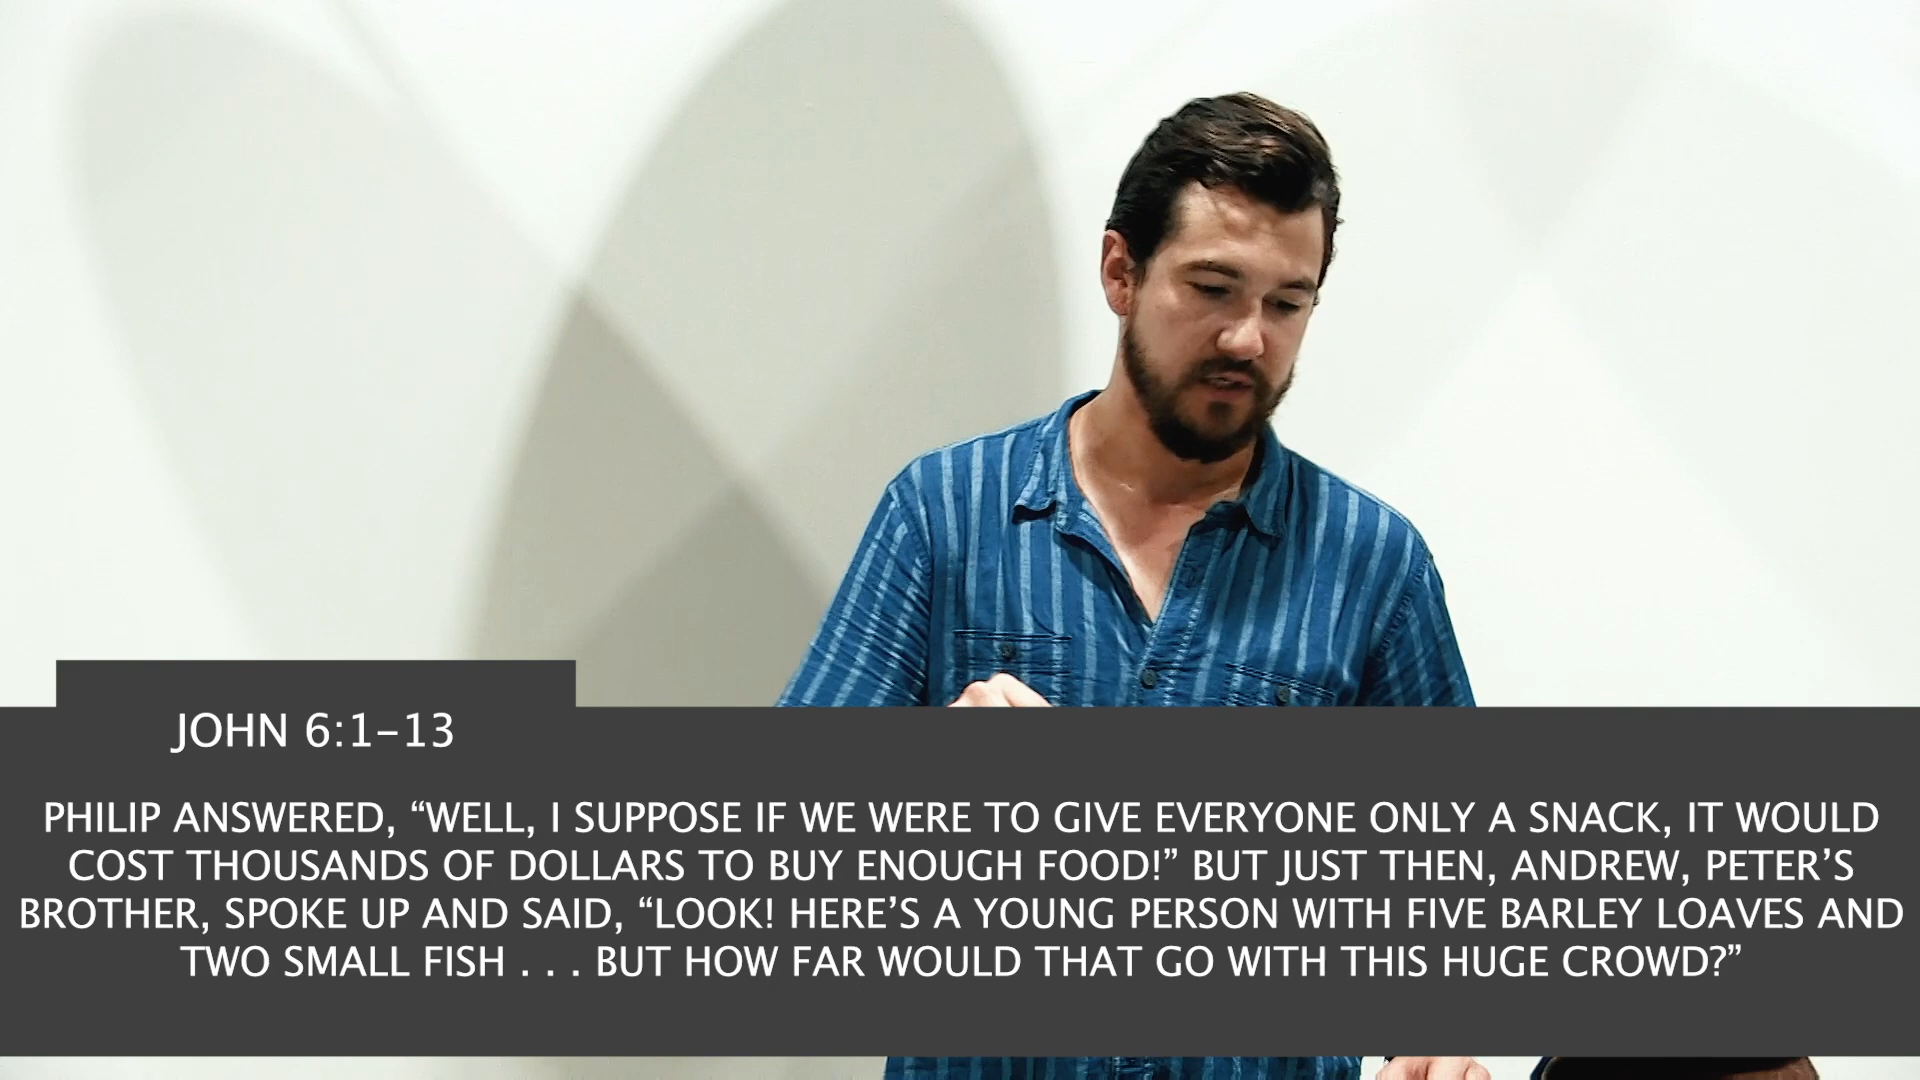 JOHN 6:1–13
PHILIP ANSWERED, “WELL, I SUPPOSE IF WE WERE TO GIVE EVERYONE ONLY A SNACK, IT WOULD
COST THOUSANDS OF DOLLARS TO BUY ENOUGH FOOD!” BUT JUST THEN, ANDREW, PETER’S
BROTHER, SPOKE UP AND SAID, “LOOK! HERE’S A YOUNG PERSON WITH FIVE BARLEY LOAVES AND
TWO SMALL FISH . . . BUT HOW FAR WOULD THAT GO WITH THIS HUGE CROWD?”